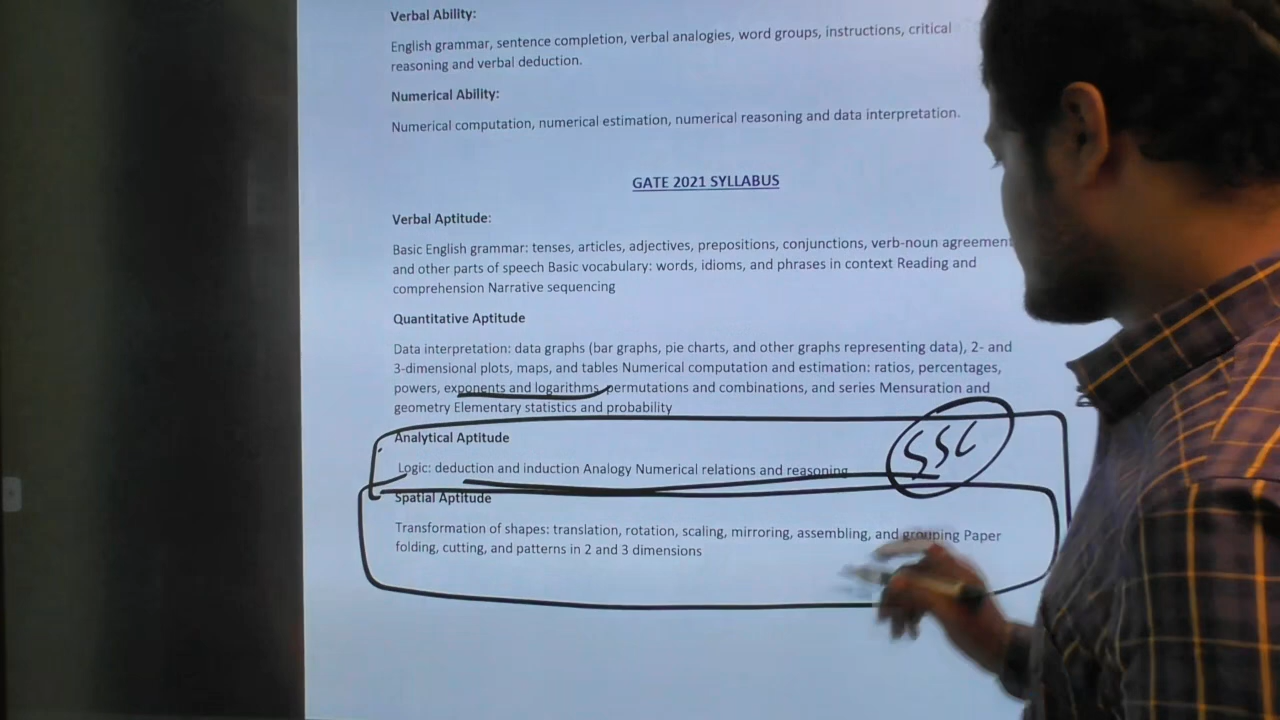 Verbal Ability:
English grammar, sentence completion, verbal analogies, word groups, instructions, critical
reasoning and verbal deduction.
Numerical Ability:
Numerical computation, numerical estimation, numerical reasoning and data interpretation.
GATE 2021 SYLLABUS
Verbal Aptitude:
Basic English grammar: tenses, articles, adjectives, prepositions, conjunctions, verb-noun agreement
and other parts of speech Basic vocabulary: words, idioms, and phrases in context Reading and
comprehension Narrative sequencing
Quantitative Aptitude
Data interpretation: data graphs (bar graphs, pie charts, and other graphs representing data), 2- and
3-dimensional plots, maps, and tables Numerical computation and estimation: ratios, percentages,
powers, exponents and logarithms, permutations and combinations, and series Mensuration and
geometry Elementary statistics and probability
Analytical Aptitude
SSC
Logic: deduction and induction Analogy Numerical relations and reasoning
Spatial Aptitude
Transformation of shapes: translation, rotation, scaling, mirroring, assembling, and grouping Paper
folding, cutting, and patterns in 2 and 3 dimensions